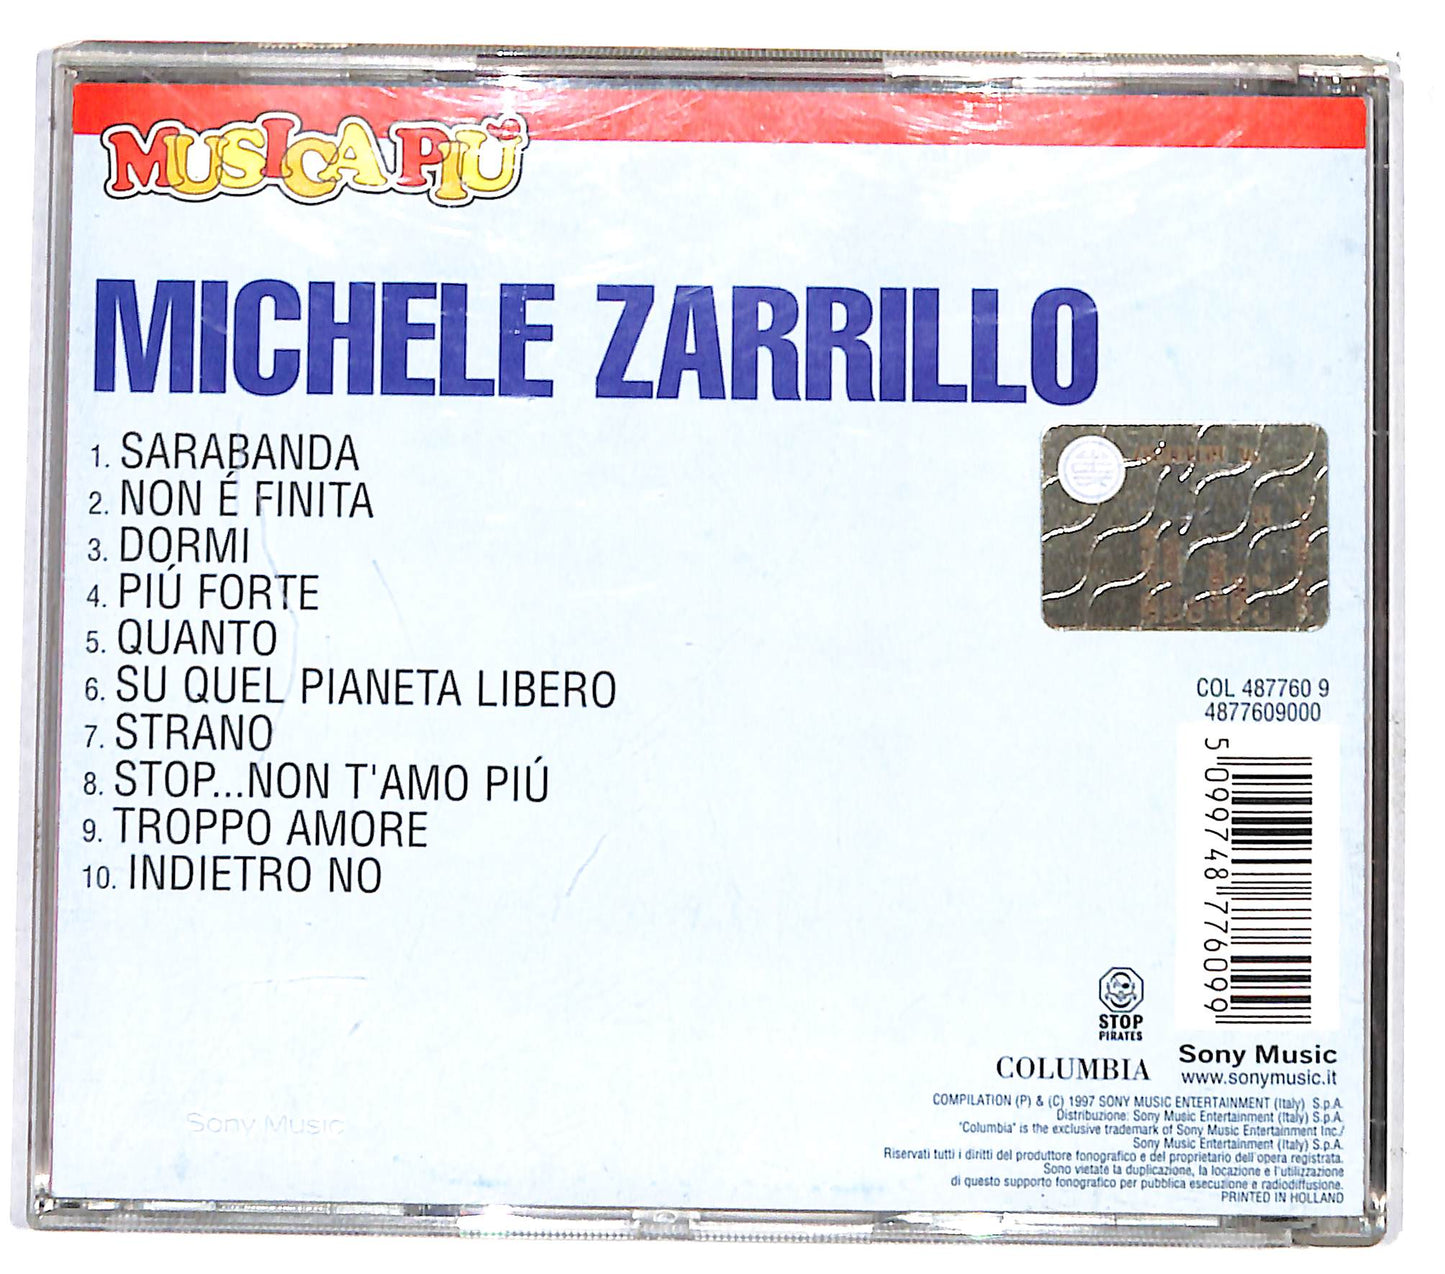 MUSICA PIÙ
MICHELE ZARRILLO
1. SARABANDA
2. NON É FINITA
3. DORMI
4. PIÚ FORTE
5. QUANTO
6. SU QUEL PIANETA LIBERO
7. STRANO
8. STOP...NON T'AMO PIÚ
9. TROPPO AMORE
10. INDIETRO NO
COL 487760 9
4877609000
5 099748 776099
STOP
PIRATES
COLUMBIA
Sony Music
www.sonymusic.it
COMPILATION (P) & (C) 1997 SONY MUSIC ENTERTAINMENT (Italy) S.p.A.
Distribuzione: Sony Music Entertainment (Italy) S.p.A.
"Columbia" is the exclusive trademark of Sony Music Entertainment Inc./
Sony Music Entertainment (Italy) S.p.A.
Riservati tutti i diritti del produttore fonografico e del proprietario dell'opera registrata.
Sono vietate la duplicazione, la locazione e l'utilizzazione
di questo supporto fonografico per pubblica esecuzione e radiodiffusione.
PRINTED IN HOLLAND
Sony Music